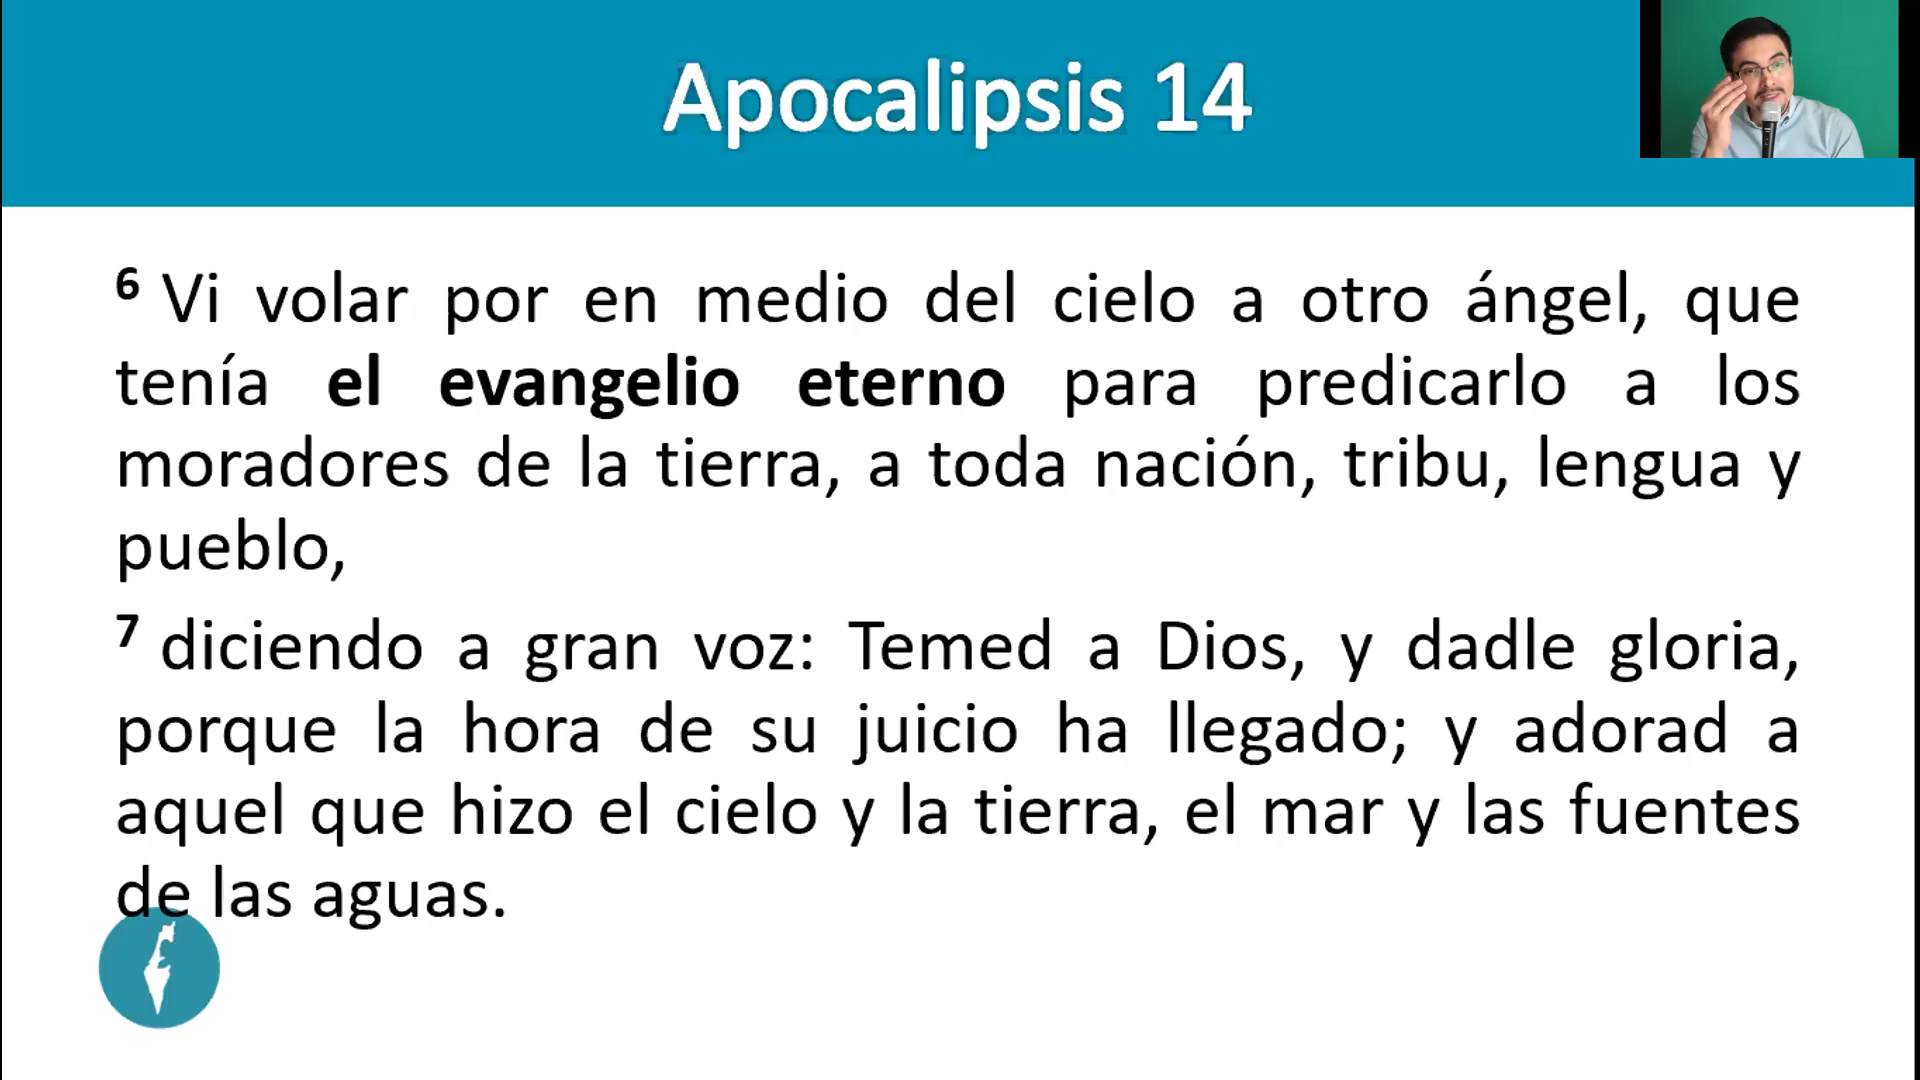 Apocalipsis 14
6 Vi volar por en medio del cielo a otro ángel, que
tenía el evangelio eterno para predicarlo a los
moradores de la tierra, a toda nación, tribu, lengua y
pueblo,
7 diciendo a gran voz: Temed a Dios, y dadle gloria,
porque la hora de su juicio ha llegado; y adorad a
aquel que hizo el cielo y la tierra, el mar y las fuentes
de las aguas.